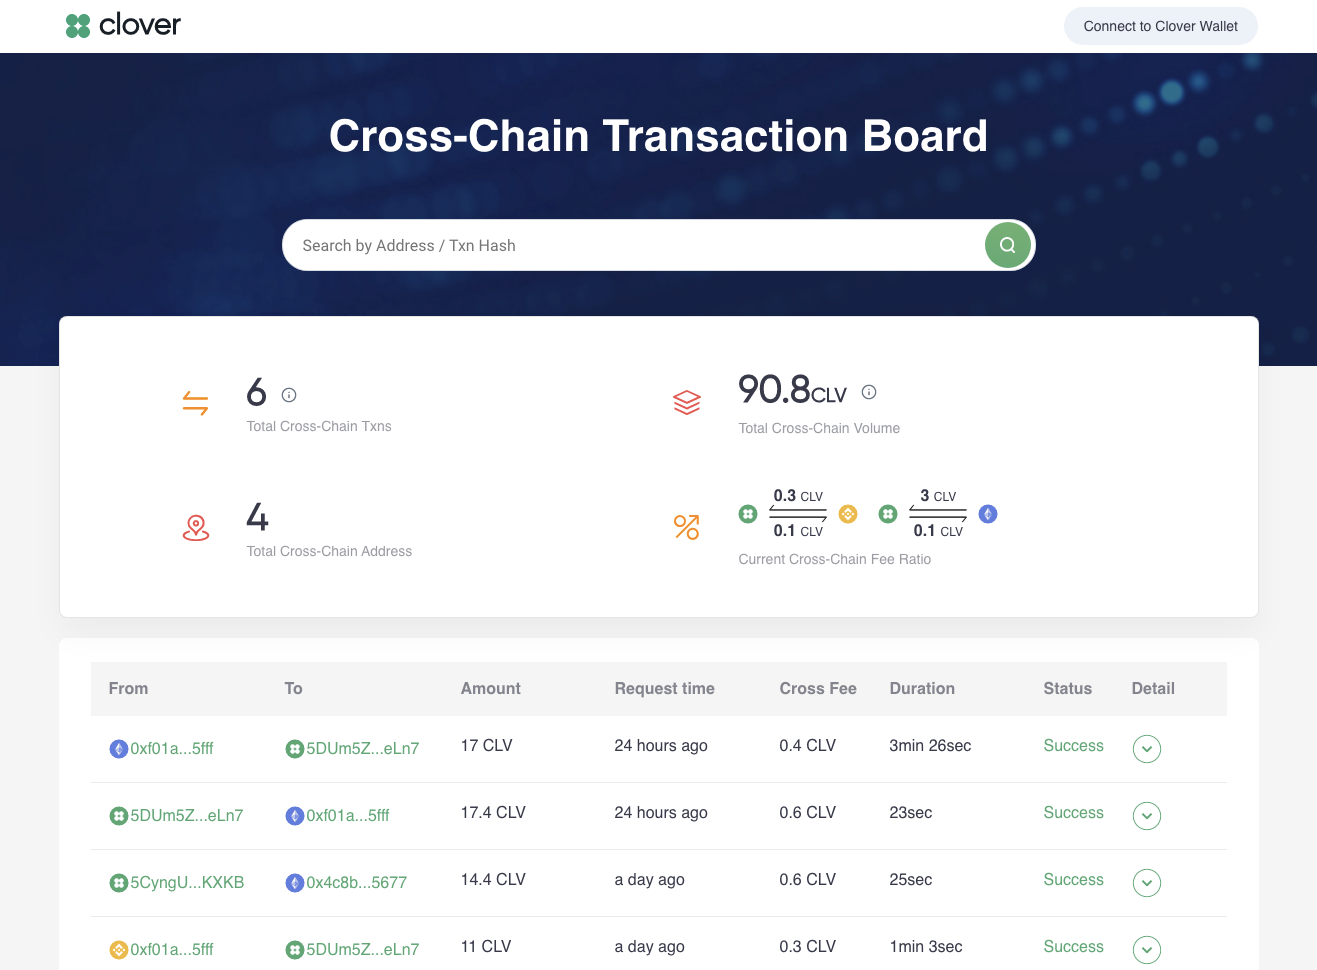 clover
Connect to Clover Wallet
Cross-Chain Transaction Board
Search by Address / Txn Hash
6
Total Cross-Chain Txns
90.8CLV
Total Cross-Chain Volume
4
Total Cross-Chain Address
0.3 CLV
0.1 CLV
3 CLV
0.1 CLV
Current Cross-Chain Fee Ratio
From To Amount Request time Cross Fee Duration Status Detail
0xf01a...5fff 5DUm5Z...eLn7 17 CLV 24 hours ago 0.4 CLV 3min 26sec Success
5DUm5Z...eLn7 0xf01a...5fff 17.4 CLV 24 hours ago 0.6 CLV 23sec Success
5CyngU...KXKB 0x4c8b...5677 14.4 CLV a day ago 0.6 CLV 25sec Success
0xf01a...5fff 5DUm5Z...eLn7 11 CLV a day ago 0.3 CLV 1min 3sec Success